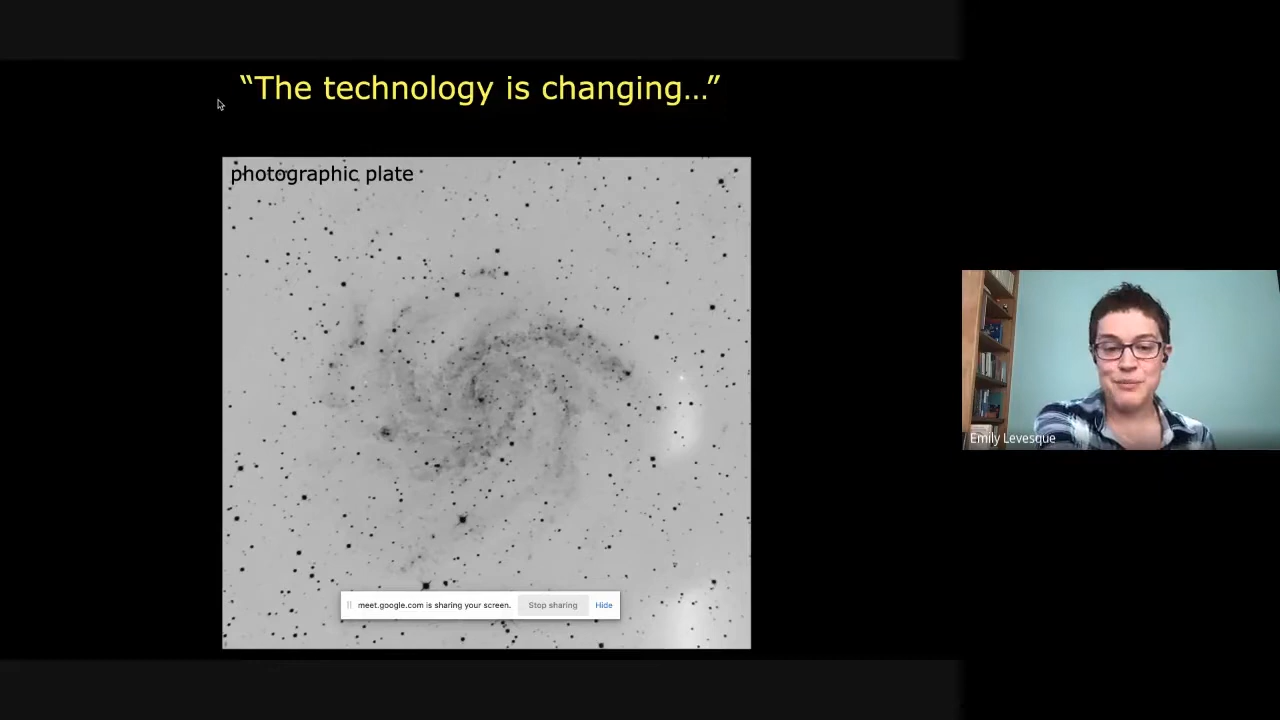 “The technology is changing…”
photographic plate
meet.google.com is sharing your screen.
Stop sharing
Hide
Emily Levesque